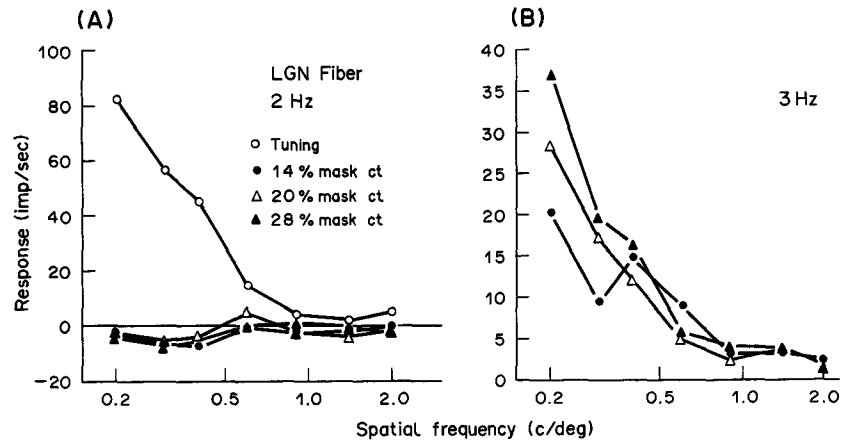 (A)
100
80
60
40
20
0
−20
Response (imp/sec)
LGN Fiber
2 Hz
Tuning
14% mask ct
20% mask ct
28% mask ct
0.2
0.5
1.0
2.0
(B)
40
35
30
25
20
15
10
5
0
3 Hz
0.2
0.5
1.0
2.0
Spatial frequency (c/deg)